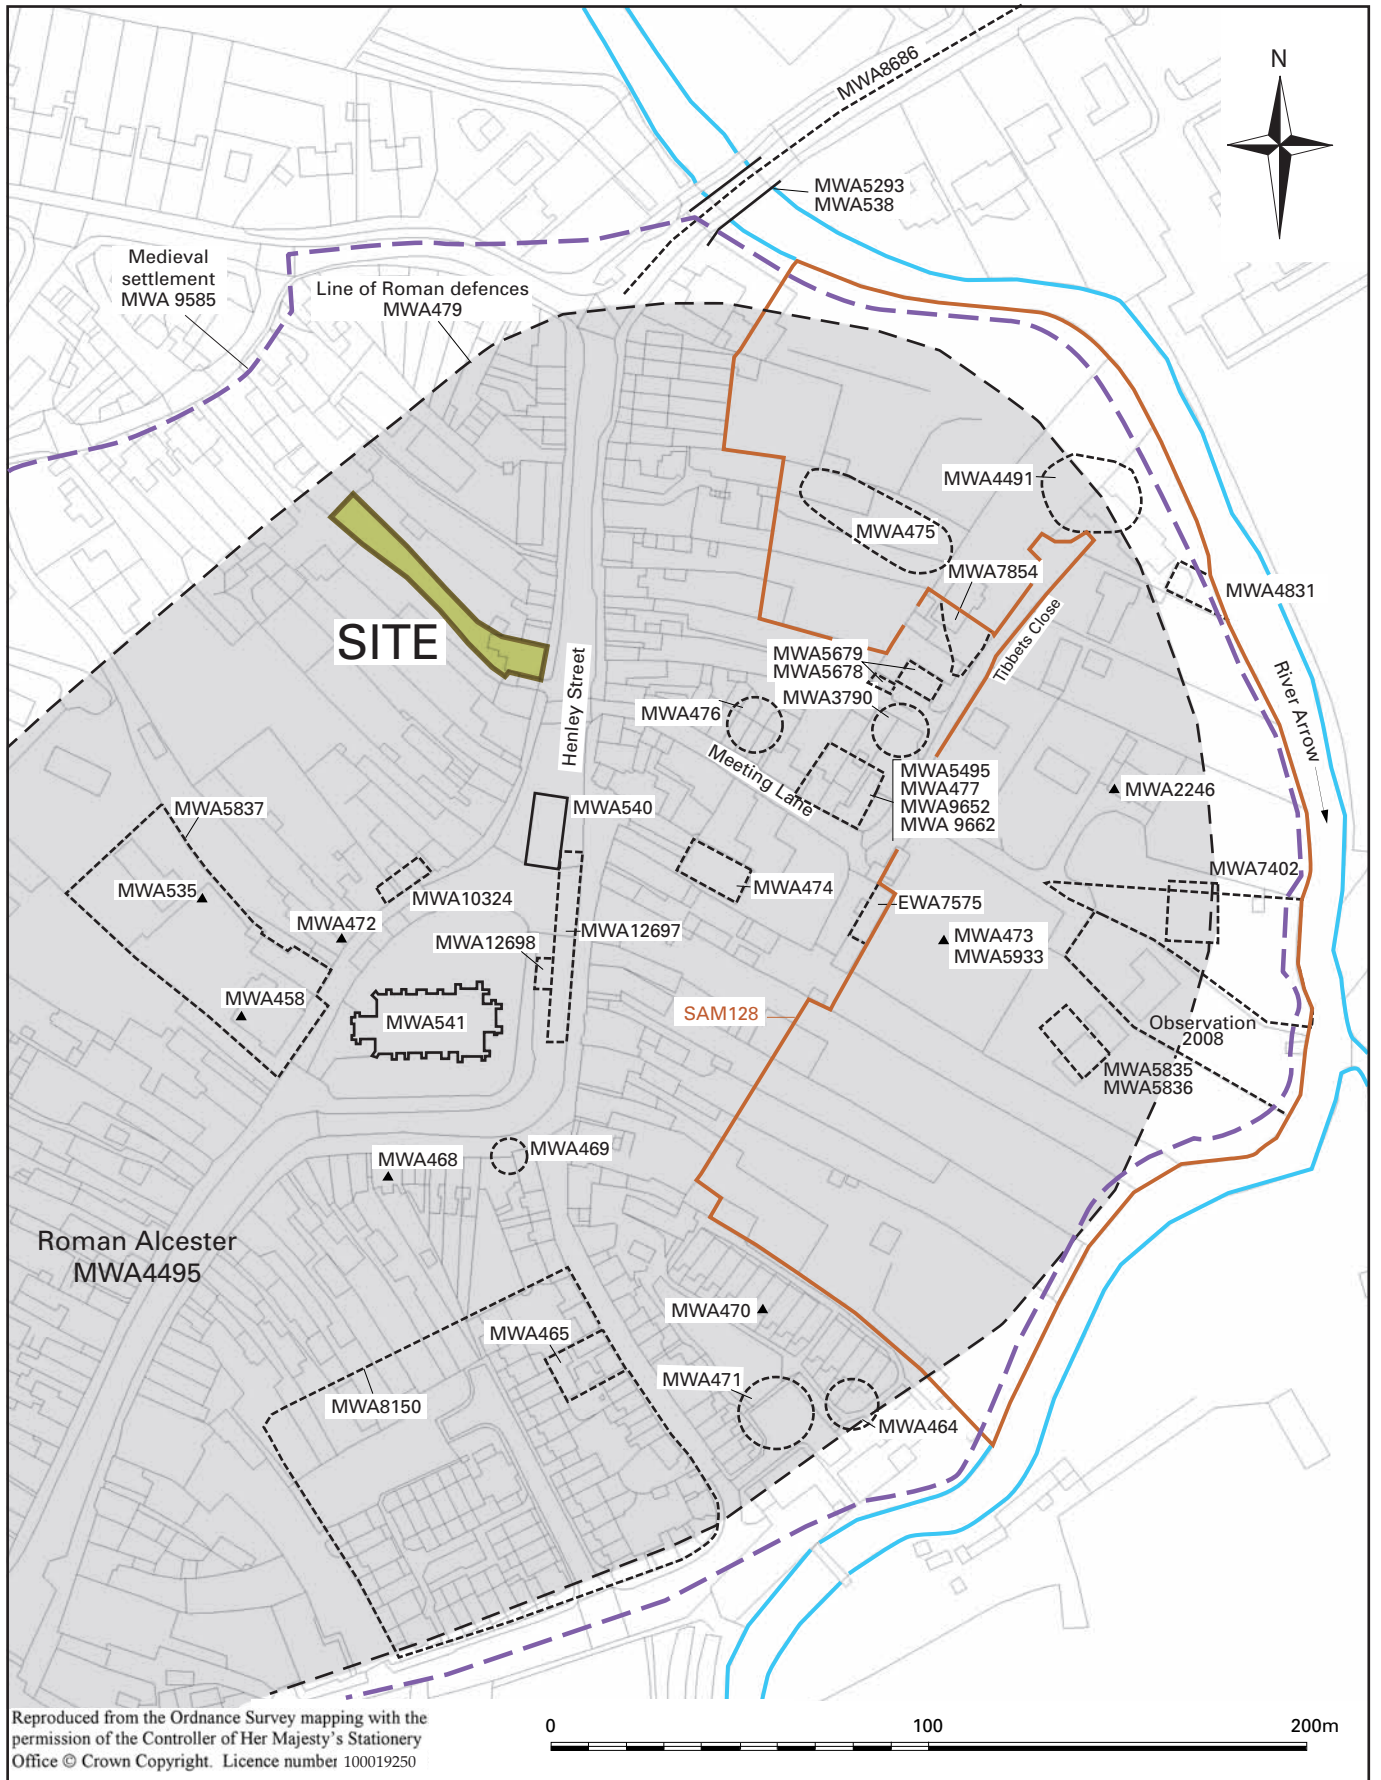 MWA8686
N
MWA5293
MWA538
Medieval
settlement
MWA 9585
Line of Roman defences
MWA479
MWA4491
MWA475
MWA7854
MWA4831
SITE
Tibbets Close
MWA5679
MWA5678
MWA3790
MWA476
Henley Street
River Arrow
Meeting Lane
MWA5495
MWA477
MWA9652
MWA 9662
MWA2246
MWA5837
MWA540
MWA7402
MWA535
MWA10324
MWA474
EWA7575
MWA472
MWA12698
MWA12697
MWA473
MWA5933
MWA458
MWA541
SAM128
Observation
2008
MWA5835
MWA5836
MWA469
MWA468
Roman Alcester
MWA4495
MWA470
MWA465
MWA471
MWA8150
MWA464
Reproduced from the Ordnance Survey mapping with the
permission of the Controller of Her Majesty's Stationery
Office © Crown Copyright. Licence number 100019250
0 100 200m